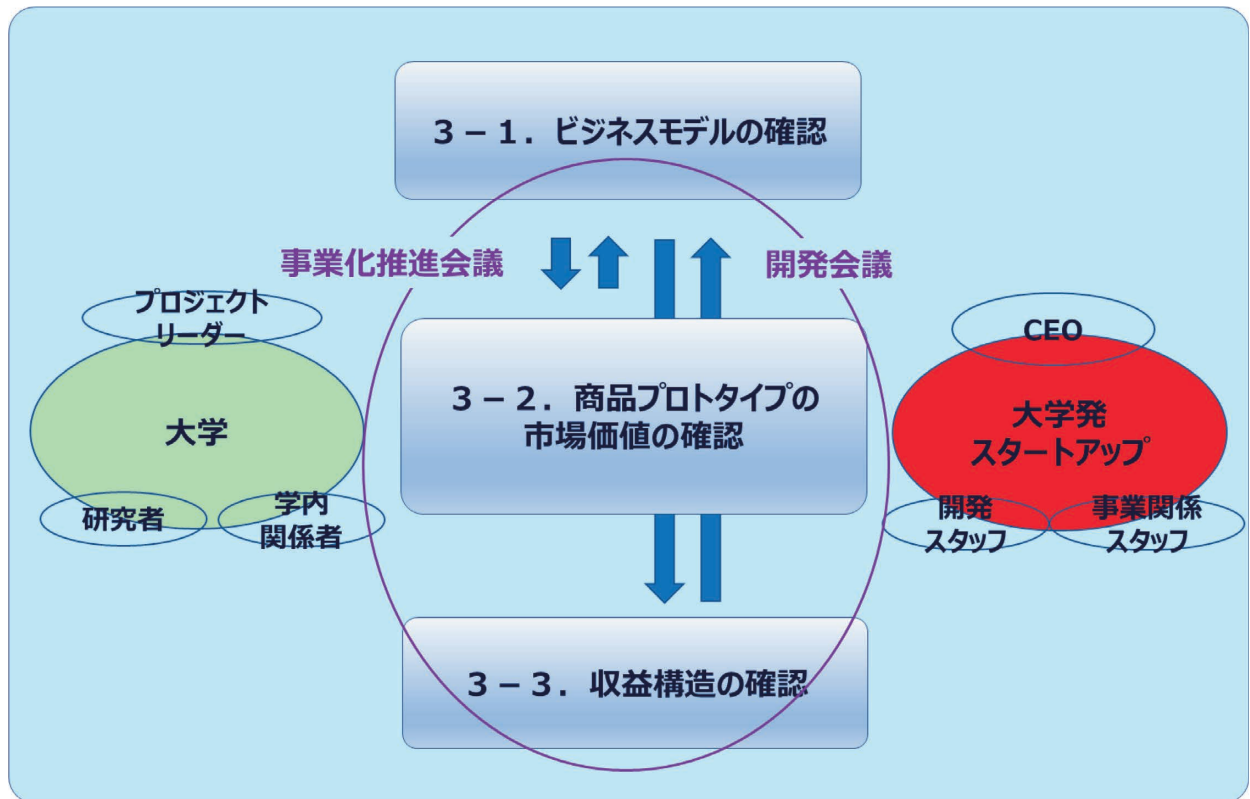 3-1．ビジネスモデルの確認
事業化推進会議
開発会議
プロジェクト
リーダー
大学
研究者
学内
関係者
3-2．商品プロトタイプの
市場価値の確認
CEO
大学発
スタートアップ
開発
スタッフ
事業関係
スタッフ
3-3．収益構造の確認